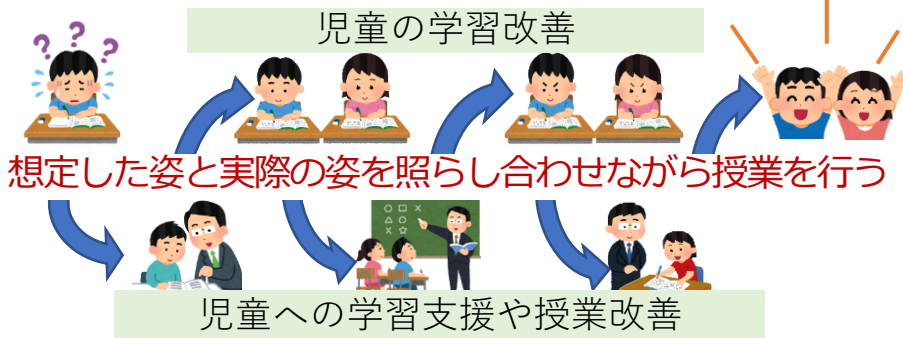 児童の学習改善
? ? ?
想定した姿と実際の姿を照らし合わせながら授業を行う
児童への学習支援や授業改善